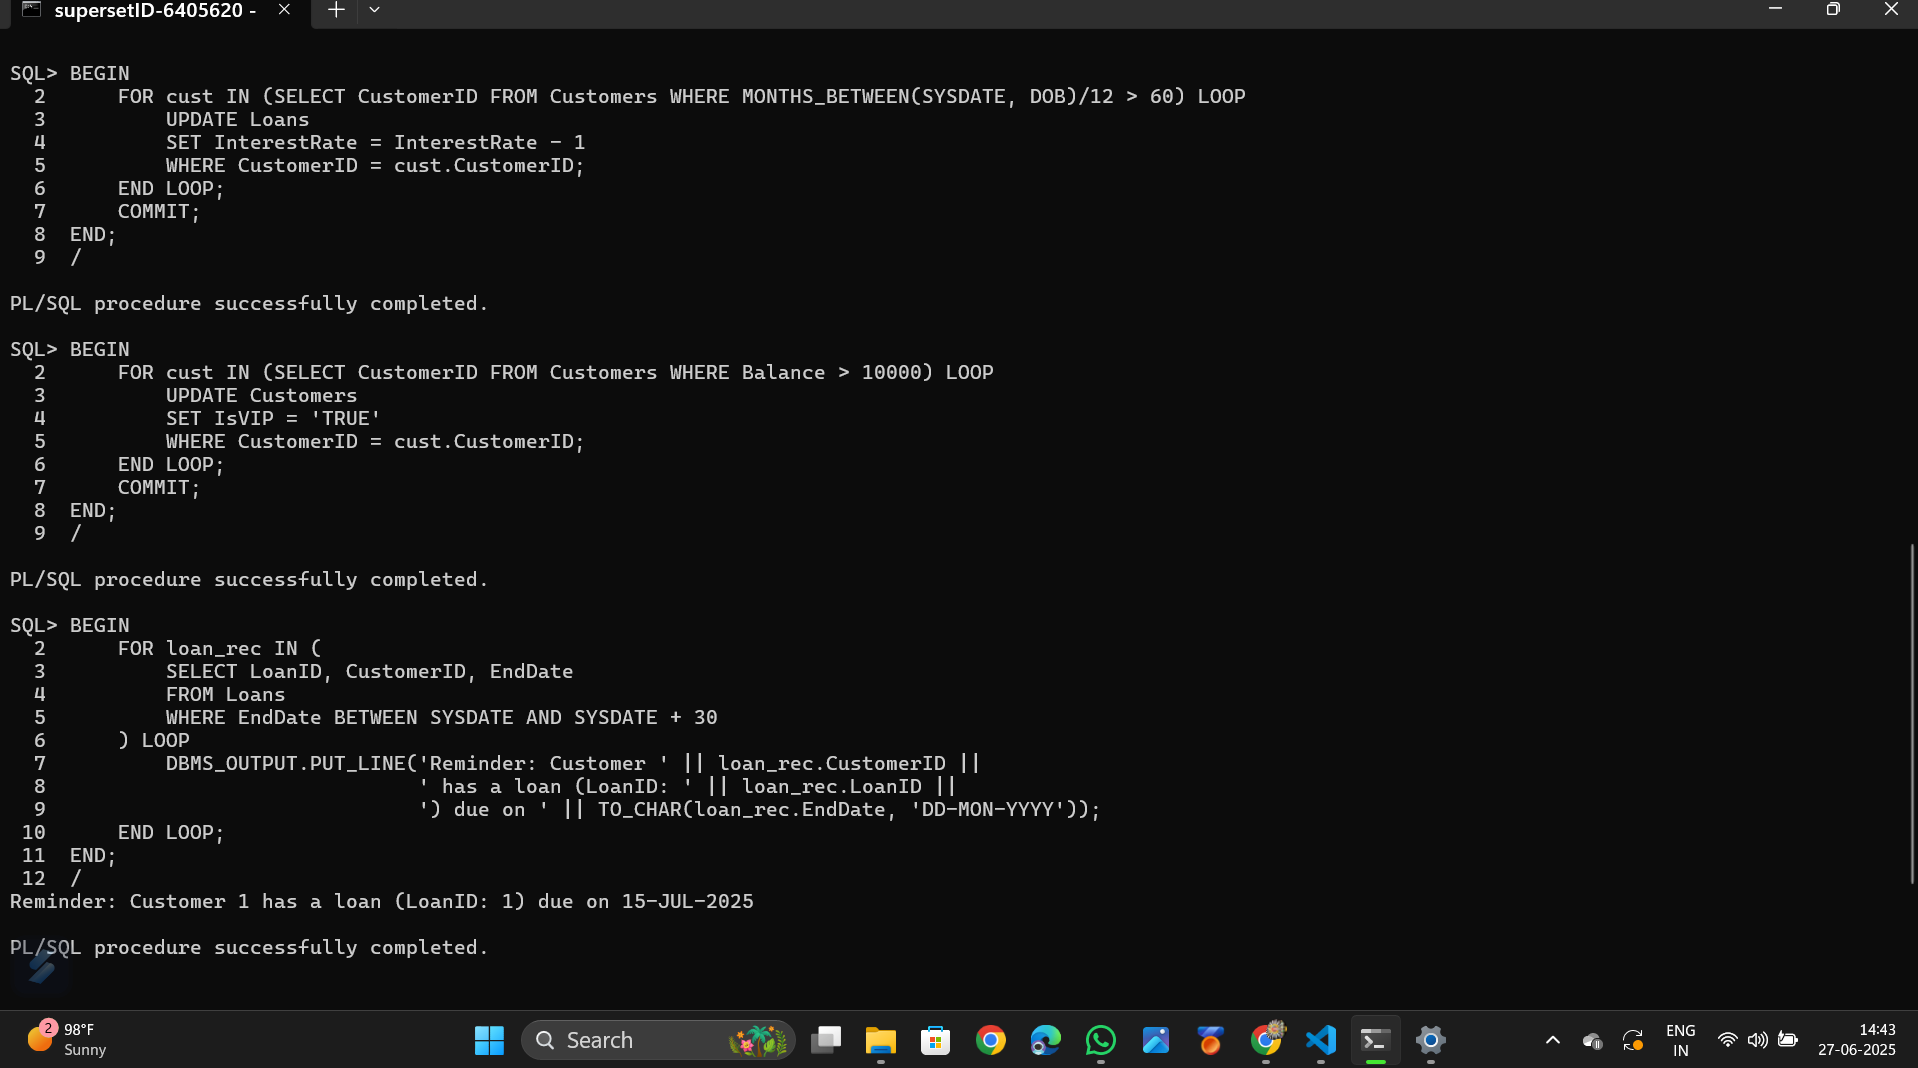 supersetID-6405620 -
SQL> BEGIN
  2      FOR cust IN (SELECT CustomerID FROM Customers WHERE MONTHS_BETWEEN(SYSDATE, DOB)/12 > 60) LOOP
  3          UPDATE Loans
  4          SET InterestRate = InterestRate - 1
  5          WHERE CustomerID = cust.CustomerID;
  6      END LOOP;
  7      COMMIT;
  8  END;
  9  /
PL/SQL procedure successfully completed.
SQL> BEGIN
  2      FOR cust IN (SELECT CustomerID FROM Customers WHERE Balance > 10000) LOOP
  3          UPDATE Customers
  4          SET IsVIP = 'TRUE'
  5          WHERE CustomerID = cust.CustomerID;
  6      END LOOP;
  7      COMMIT;
  8  END;
  9  /
PL/SQL procedure successfully completed.
SQL> BEGIN
  2      FOR loan_rec IN (
  3          SELECT LoanID, CustomerID, EndDate
  4          FROM Loans
  5          WHERE EndDate BETWEEN SYSDATE AND SYSDATE + 30
  6      ) LOOP
  7          DBMS_OUTPUT.PUT_LINE('Reminder: Customer ' || loan_rec.CustomerID ||
  8                               ' has a loan (LoanID: ' || loan_rec.LoanID ||
  9                               ') due on ' || TO_CHAR(loan_rec.EndDate, 'DD-MON-YYYY'));
 10      END LOOP;
 11  END;
 12  /
Reminder: Customer 1 has a loan (LoanID: 1) due on 15-JUL-2025
PL/SQL procedure successfully completed.
2
98°F
Sunny
Search
ENG
IN
14:43
27-06-2025